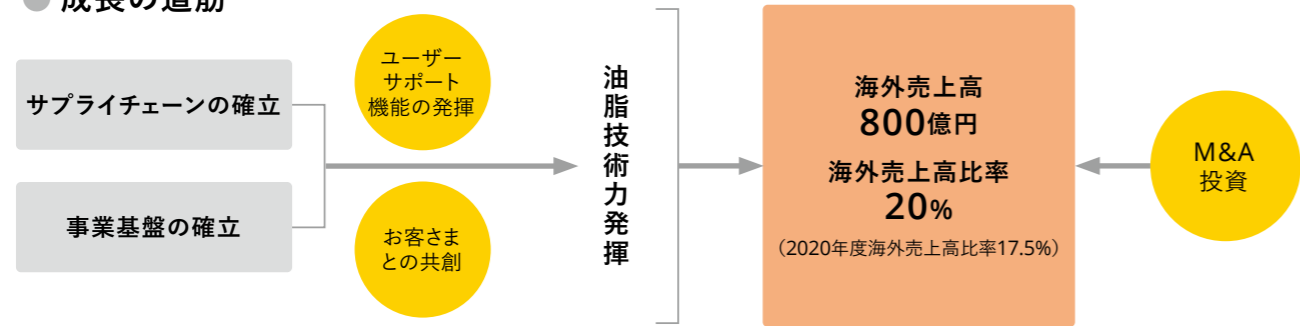 成長の道筋
サプライチェーンの確立
事業基盤の確立
ユーザー
サポート
機能の発揮
お客さま
との共創
油脂技術力発揮
海外売上高
800億円
海外売上高比率
20%
（2020年度海外売上高比率17.5%）
M&A
投資